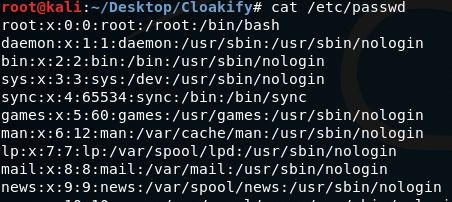 root@kali:~/Desktop/Cloakify# cat /etc/passwd
root:x:0:0:root:/root:/bin/bash
daemon:x:1:1:daemon:/usr/sbin:/usr/sbin/nologin
bin:x:2:2:bin:/bin:/usr/sbin/nologin
sys:x:3:3:sys:/dev:/usr/sbin/nologin
sync:x:4:65534:sync:/bin:/bin/sync
games:x:5:60:games:/usr/games:/usr/sbin/nologin
man:x:6:12:man:/var/cache/man:/usr/sbin/nologin
lp:x:7:7:lp:/var/spool/lpd:/usr/sbin/nologin
mail:x:8:8:mail:/var/mail:/usr/sbin/nologin
news:x:9:9:news:/var/spool/news:/usr/sbin/nologin